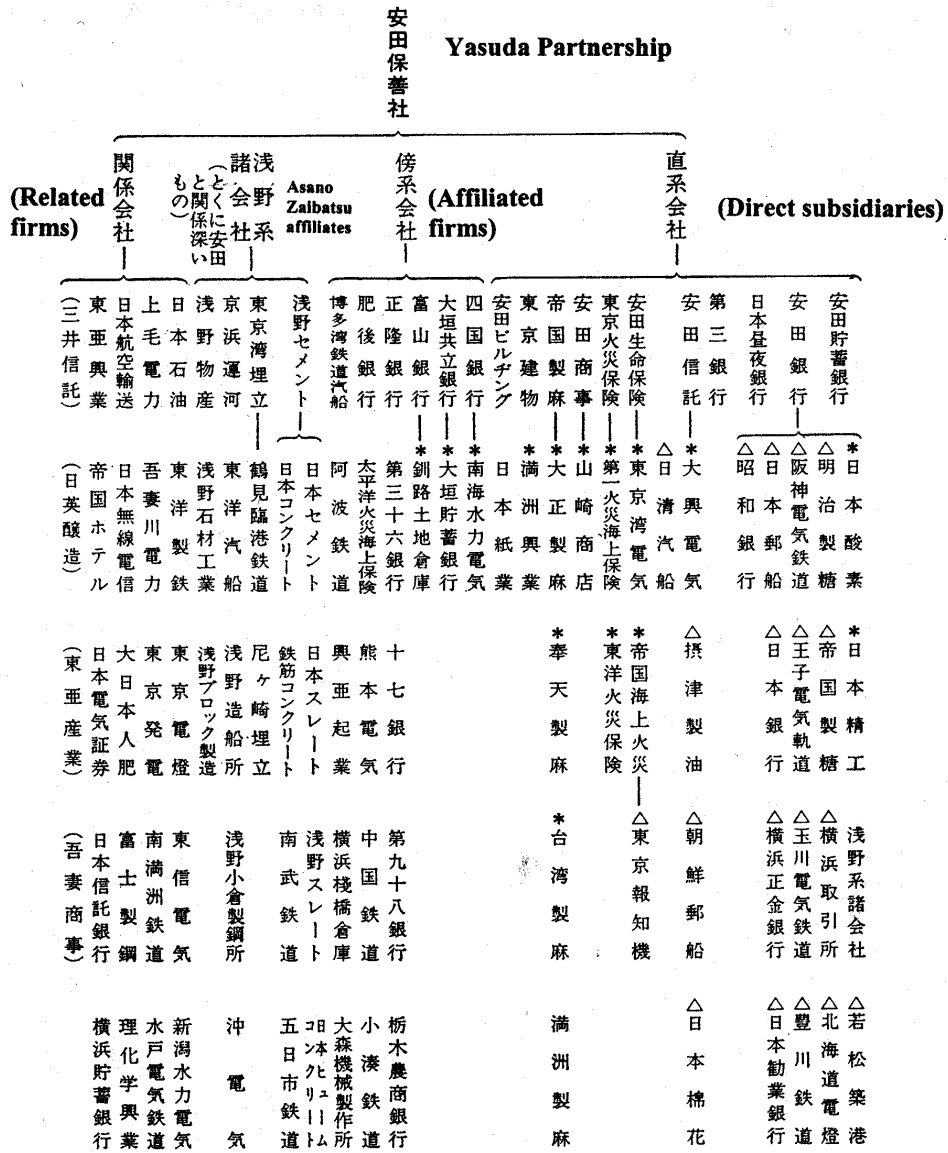 安田保善社
Yasuda Partnership
直系会社
(Direct subsidiaries)
傍系会社
(Affiliated
firms)
浅野系
諸会社
(とくに安田
と関係深い
もの)
Asano
Zaibatsu
affiliates
関係会社
(Related
firms)
安田貯蓄銀行
安田銀行
日本昼夜銀行
第三銀行
安田信託
安田生命保険
東京火災保険
安田商事
帝国製麻
東京建物
安田ビルヂング
四国銀行
大垣共立銀行
富山銀行
正隆銀行
肥後銀行
博多湾鉄道汽船
浅野セメント
東京湾埋立
京浜運河
浅野物産
日本石油
上毛電力
日本航空輸送
東亜興業
(三井信託)
*日本酸素
△明治製糖
△阪神電気鉄道
△日本郵船
△昭和銀行
*大興電気
△日清汽船
*東京湾電気
*第一火災海上保険
*山崎商店
*大正製麻
*満洲興業
日本紙業
*南海水力電気
*大垣貯蓄銀行
*釧路土地倉庫
第三十六銀行
太平洋火災海上保険
阿波鉄道
日本セメント
日本コンクリート
鶴見臨港鉄道
東洋汽船
浅野石材工業
東洋製鉄
吾妻川電力
日本無線電信
帝国ホテル
(日英醸造)
*日本精工
△帝国製糖
△王子電気軌道
△日本銀行
△摂津製油
*帝国海上火災
*東洋火災保険
*奉天製麻
十七銀行
熊本電気
興亜起業
日本スレート
鉄筋コンクリート
尼ヶ崎埋立
浅野造船所
浅野ブロック製造
東京電燈
東京発電
大日本人肥
日本電気証券
(東亜産業)
浅野系諸会社
△横浜取引所
△玉川電気鉄道
△横浜正金銀行
△朝鮮郵船
△東京報知機
*台湾製麻
第九十八銀行
中国鉄道
横浜桟橋倉庫
浅野スレート
南武鉄道
浅野小倉製鋼所
東信電気
南満洲鉄道
富士製鋼
日本信託銀行
(吾妻商事)
△若松築港
△北海道電燈
△豊川鉄道
△日本勧業銀行
△日本棉花
満洲製麻
栃木農商銀行
小湊鉄道
大森機械製作所
日本ヒューム
コンクリート
五日市鉄道
沖電気
新潟水力電気
水戸電気鉄道
理化学興業
横浜貯蓄銀行